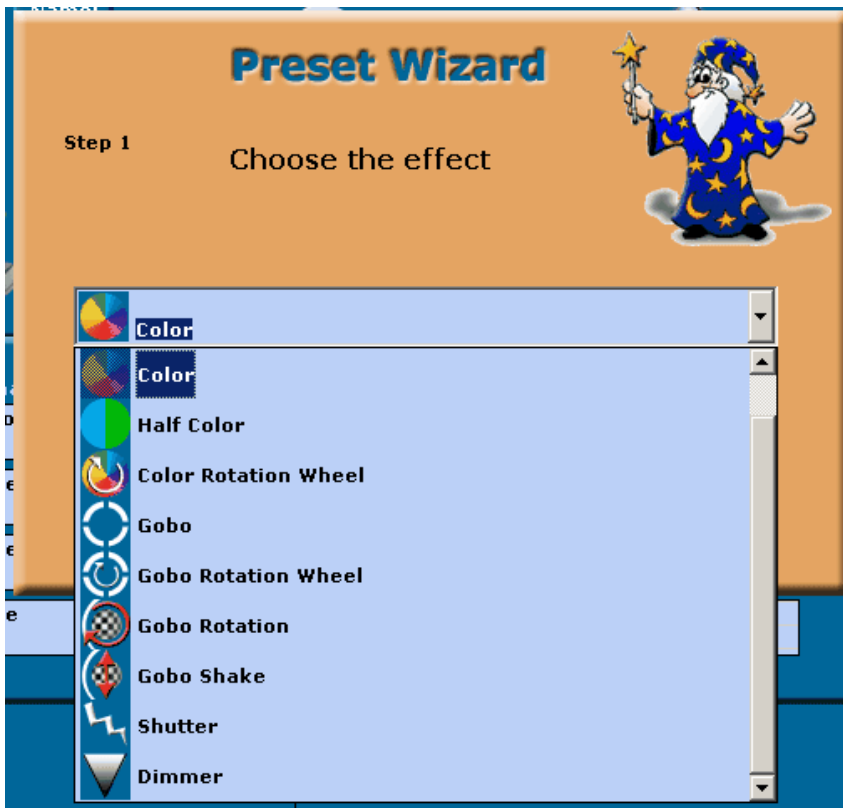 Name!
Preset Wizard
Step 1
Choose the effect
Color
Color
Half Color
Color Rotation Wheel
Gobo
Gobo Rotation Wheel
Gobo Rotation
Gobo Shake
Shutter
Dimmer